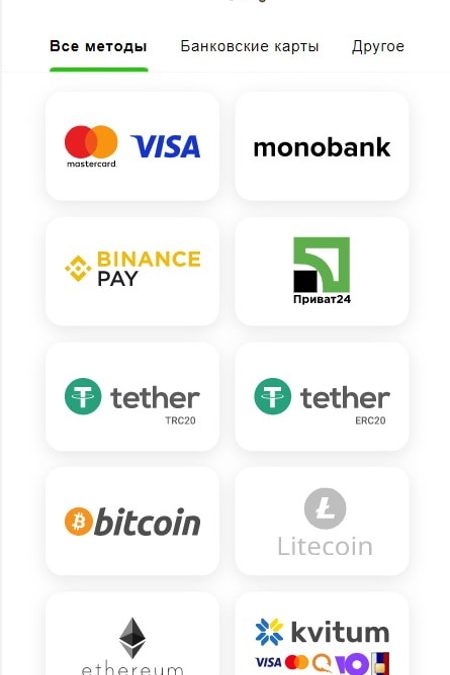 Все методы Банковские карты Другое
mastercard VISA
monobank
BINANCE
PAY
Приват24
tether
TRC20
tether
ERC20
bitcoin
Litecoin
ethereum
kvitum
VISA